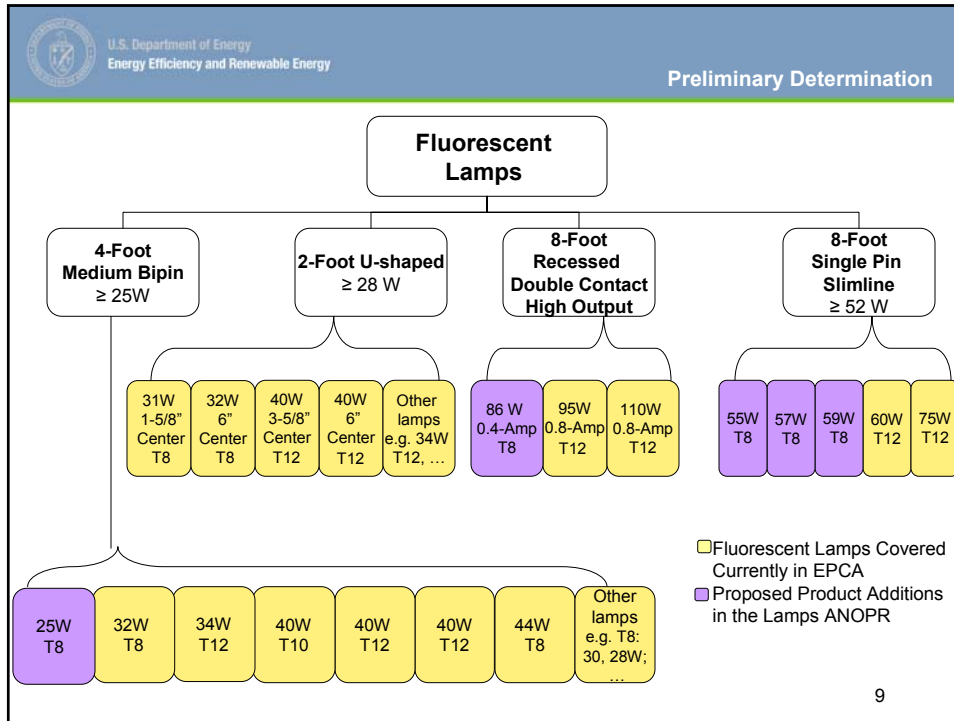 U.S. Department of Energy
Energy Efficiency and Renewable Energy
Preliminary Determination
Fluorescent
Lamps
4-Foot
Medium Bipin
≥ 25W
2-Foot U-shaped
≥ 28 W
8-Foot
Recessed
Double Contact
High Output
8-Foot
Single Pin
Slimline
≥ 52 W
31W
1-5/8”
Center
T8
32W
6”
Center
T8
40W
3-5/8”
Center
T12
40W
6”
Center
T12
Other
lamps
e.g. 34W
T12, …
86 W
0.4-Amp
T8
95W
0.8-Amp
T12
110W
0.8-Amp
T12
55W
T8
57W
T8
59W
T8
60W
T12
75W
T12
Fluorescent Lamps Covered
Currently in EPCA
Proposed Product Additions
in the Lamps ANOPR
25W
T8
32W
T8
34W
T12
40W
T10
40W
T12
40W
T12
44W
T8
Other
lamps
e.g. T8:
30, 28W;
…
9